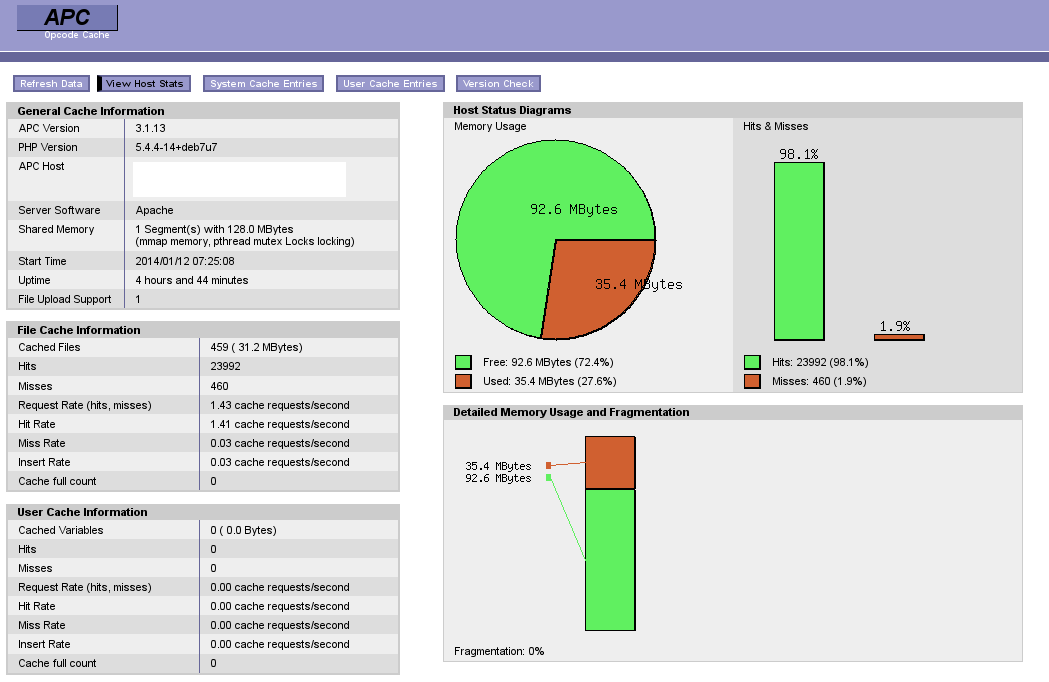 APC
Opcode Cache
Refresh Data View Host Stats System Cache Entries User Cache Entries Version Check
General Cache Information
APC Version 3.1.13
PHP Version 5.4.4-14+deb7u7
APC Host
Server Software Apache
Shared Memory 1 Segment(s) with 128.0 MBytes
(mmap memory, pthread mutex Locks locking)
Start Time 2014/01/12 07:25:08
Uptime 4 hours and 44 minutes
File Upload Support 1
File Cache Information
Cached Files 459 ( 31.2 MBytes)
Hits 23992
Misses 460
Request Rate (hits, misses) 1.43 cache requests/second
Hit Rate 1.41 cache requests/second
Miss Rate 0.03 cache requests/second
Insert Rate 0.03 cache requests/second
Cache full count 0
User Cache Information
Cached Variables 0 ( 0.0 Bytes)
Hits 0
Misses 0
Request Rate (hits, misses) 0.00 cache requests/second
Hit Rate 0.00 cache requests/second
Miss Rate 0.00 cache requests/second
Insert Rate 0.00 cache requests/second
Cache full count 0
Host Status Diagrams
Memory Usage Hits & Misses
98.1%
92.6 MBytes
35.4 MBytes
1.9%
Free: 92.6 MBytes (72.4%) Hits: 23992 (98.1%)
Used: 35.4 MBytes (27.6%) Misses: 460 (1.9%)
Detailed Memory Usage and Fragmentation
35.4 MBytes
92.6 MBytes
Fragmentation: 0%